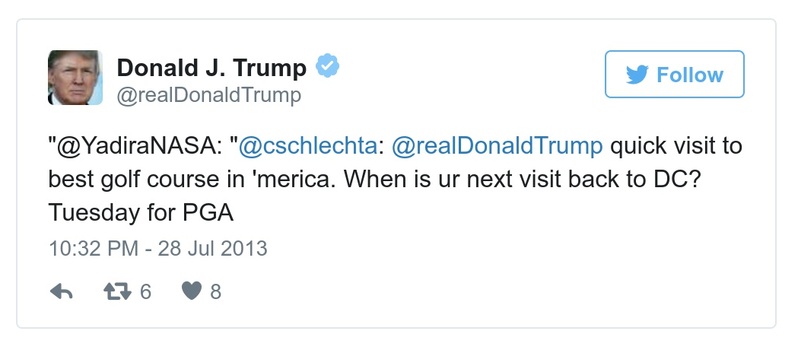 Donald J. Trump
@realDonaldTrump
Follow
"@YadiraNASA: "@cschlechta: @realDonaldTrump quick visit to
best golf course in 'merica. When is ur next visit back to DC?
Tuesday for PGA
10:32 PM - 28 Jul 2013
6 8